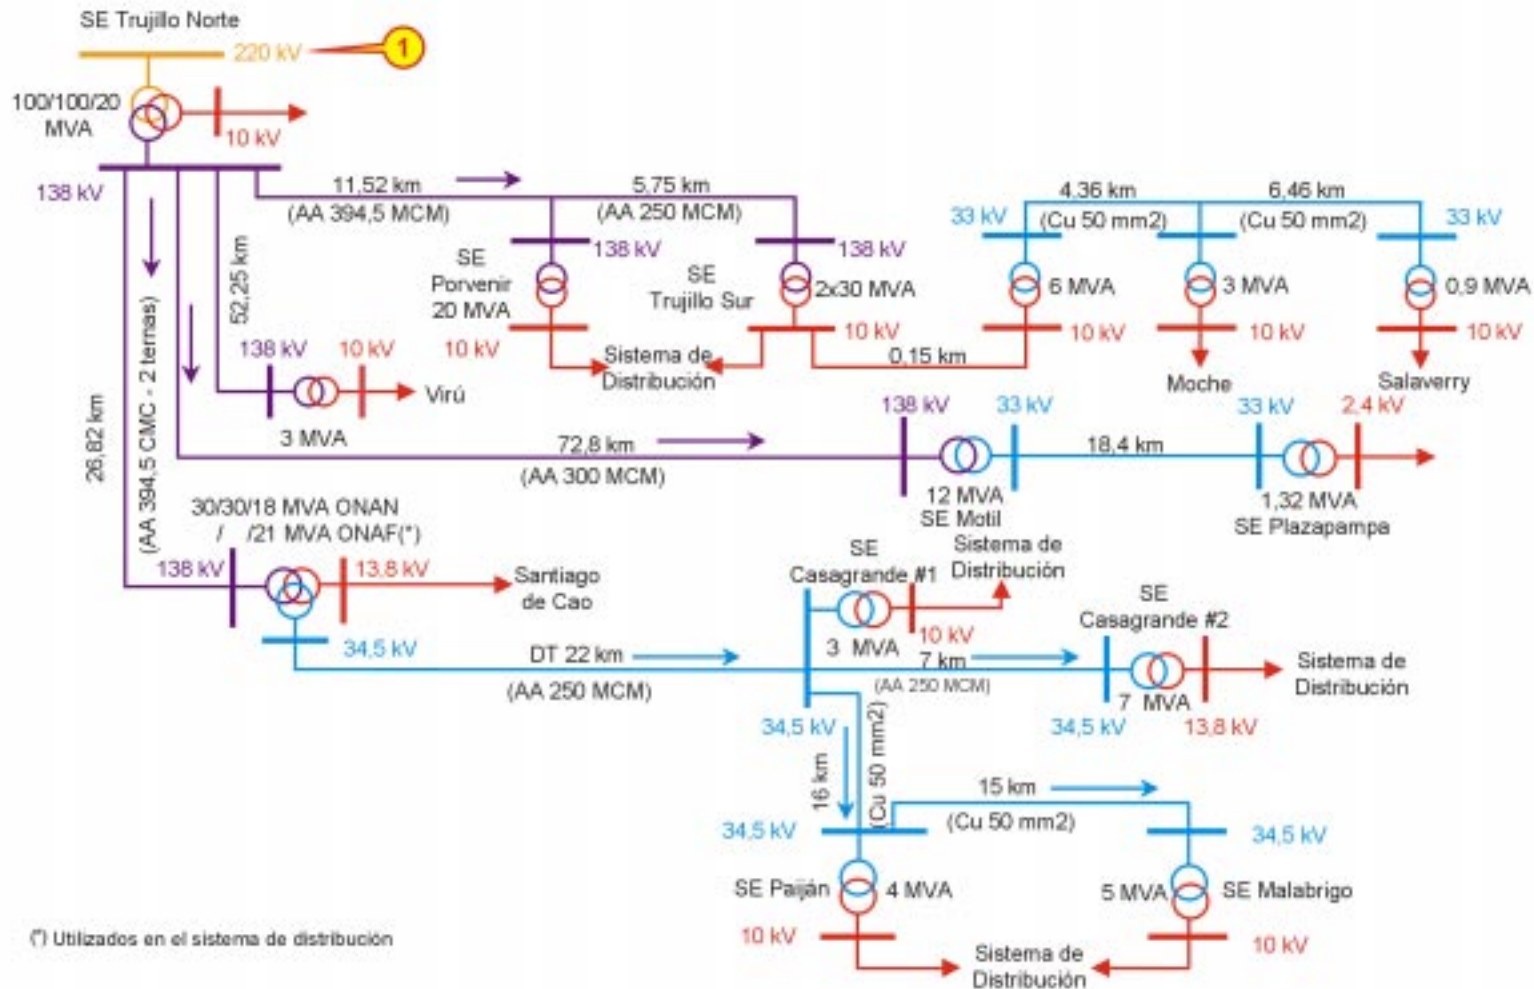 SE Trujillo Norte
220 kV
1
100/100/20
MVA
10 kV
138 kV
11,52 km
(AA 394,5 MCM)
5,75 km
(AA 250 MCM)
4,36 km
(Cu 50 mm2)
6,46 km
(Cu 50 mm2)
33 kV
33 kV
138 kV
138 kV
SE
Porvenir
20 MVA
SE
Trujillo Sur
2x30 MVA
6 MVA
3 MVA
0,9 MVA
10 kV
10 kV
10 kV
10 kV
10 kV
Sistema de
Distribución
0,15 km
Moche
Salaverry
52,25 km
(AA 394,5 CMC - 2 ternas)
26,82 km
138 kV
10 kV
Virú
3 MVA
72,8 km
(AA 300 MCM)
138 kV
33 kV
12 MVA
SE Motil
18,4 km
33 kV
2,4 kV
1,32 MVA
SE Plazapampa
30/30/18 MVA ONAN
/ /21 MVA ONAF(*)
138 kV
13,8 kV
Santiago
de Cao
34,5 kV
DT 22 km
(AA 250 MCM)
SE
Casagrande #1
Sistema de
Distribución
10 kV
3 MVA
7 km
(AA 250 MCM)
SE
Casagrande #2
7 MVA
Sistema de
Distribución
34,5 kV
34,5 kV
13,8 kV
16 km
(Cu 50 mm2)
15 km
(Cu 50 mm2)
34,5 kV
34,5 kV
SE Paiján
4 MVA
5 MVA
SE Malabrigo
10 kV
10 kV
Sistema de
Distribución
(*) Utilizados en el sistema de distribución